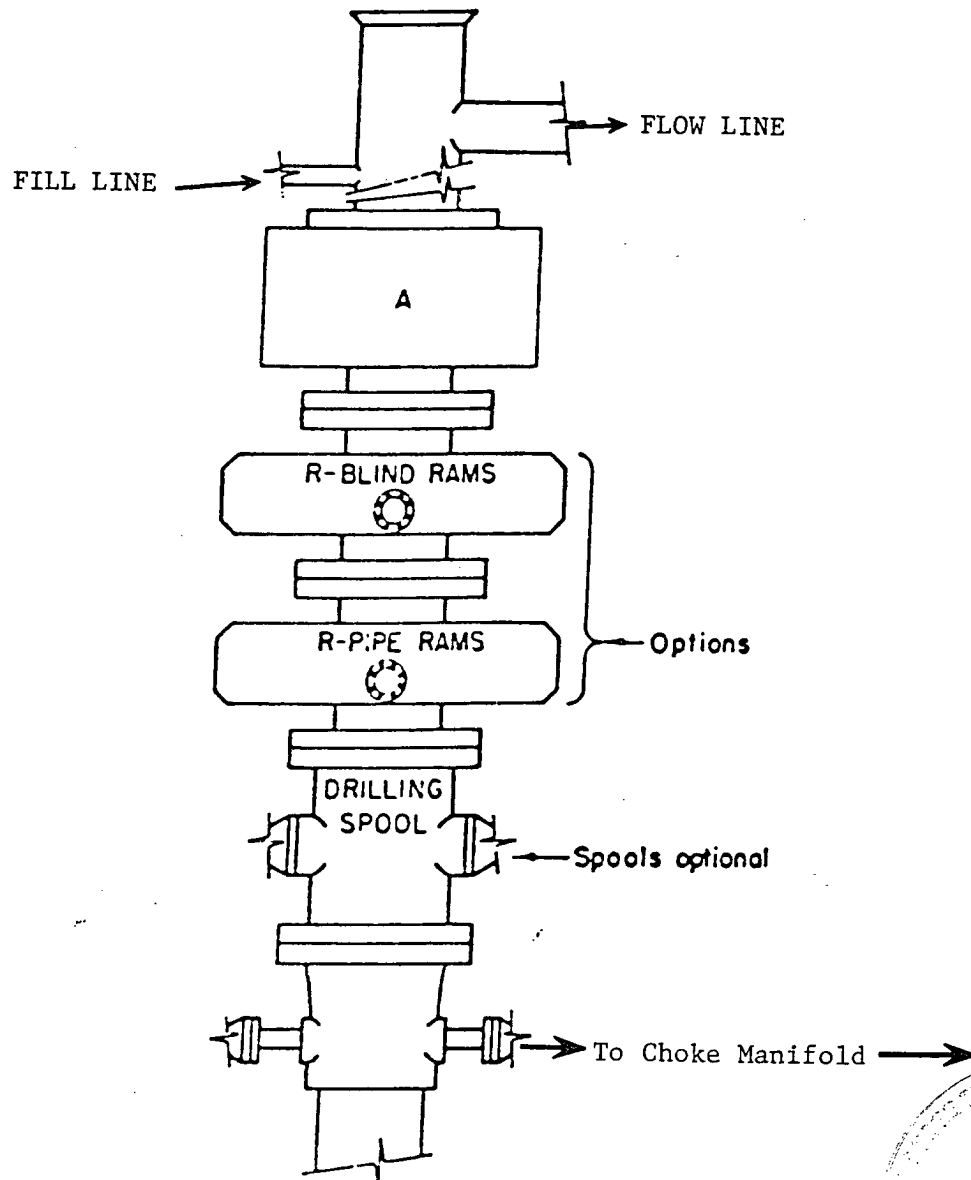 FLOW LINE
FILL LINE
A
R-BLIND RAMS
R-PIPE RAMS
Options
DRILLING
SPOOL
Spools optional
To Choke Manifold